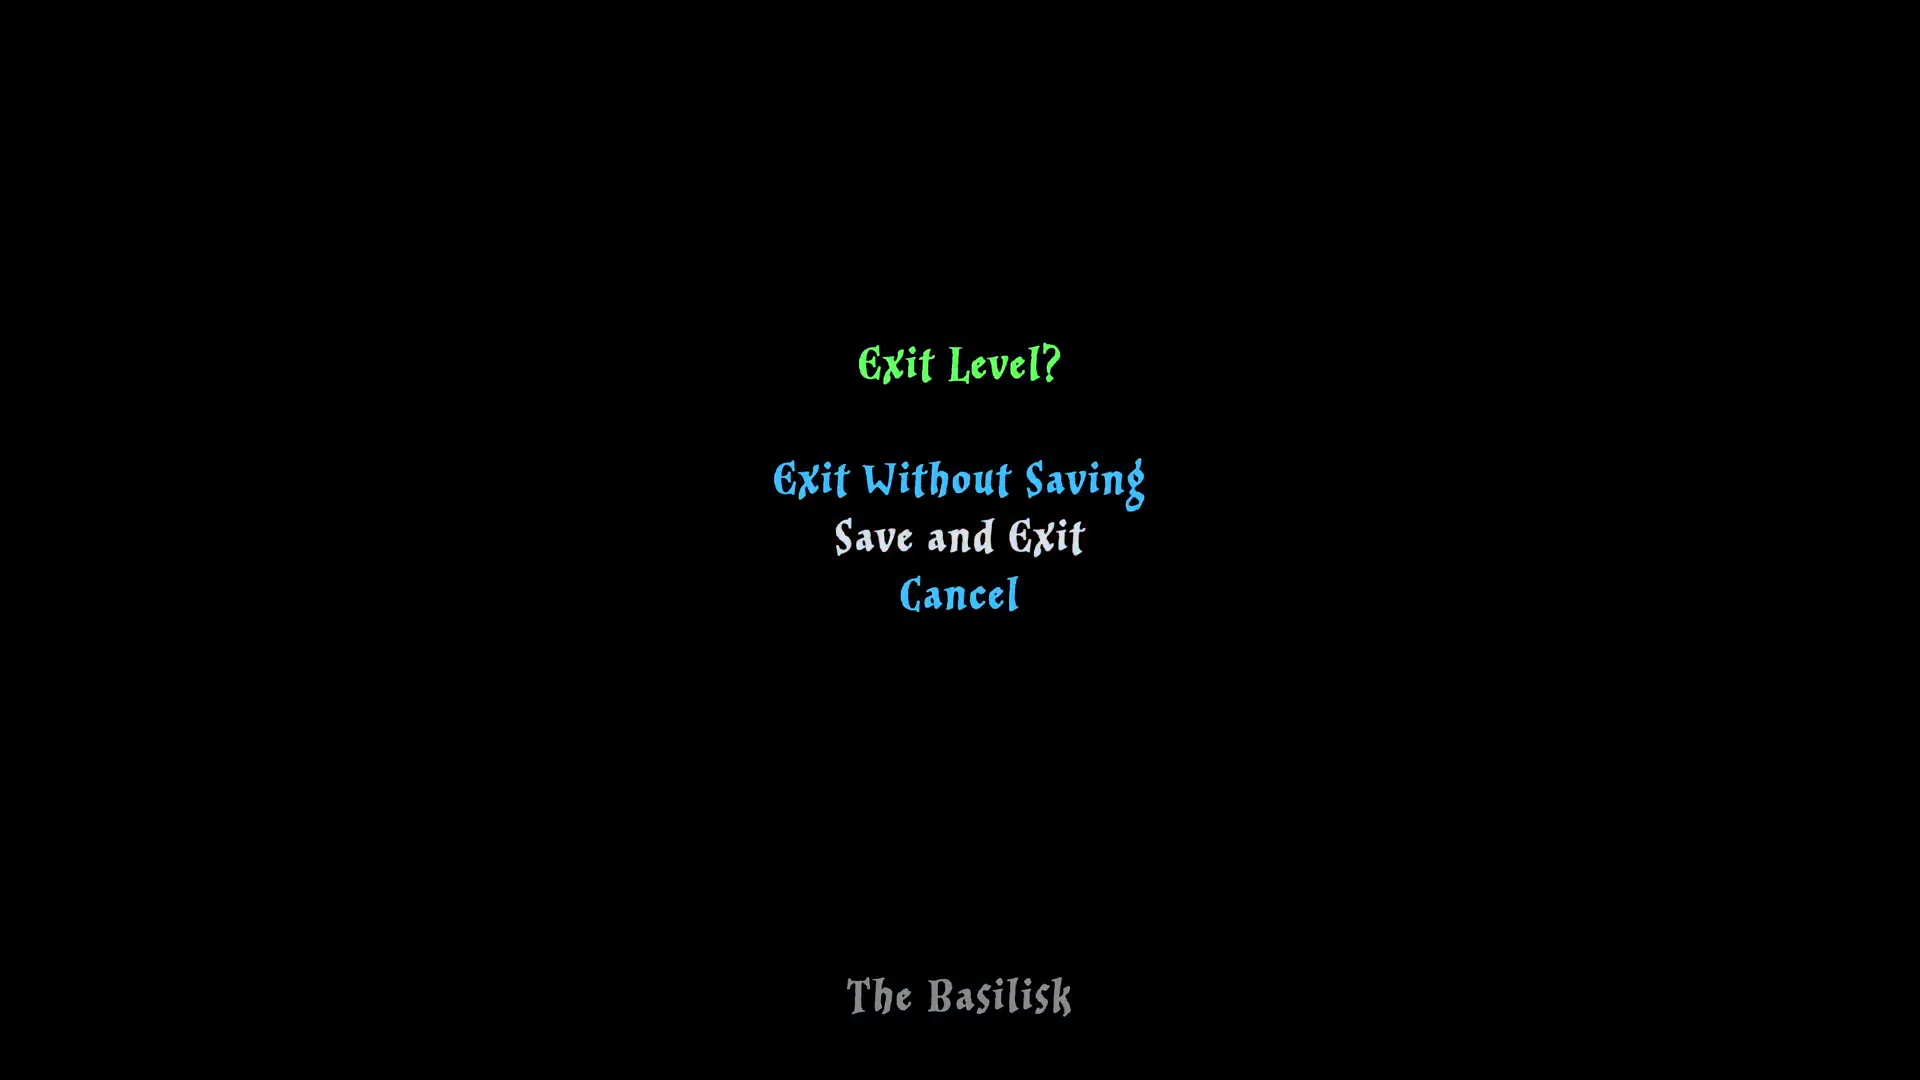 Exit Level?
Exit Without Saving
Save and Exit
Cancel
The Basilisk